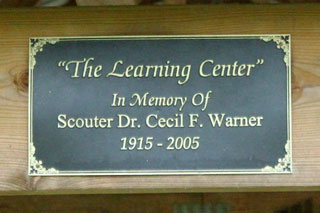 "The Learning Center"
In Memory Of
Scouter Dr. Cecil F. Warner
1915 - 2005